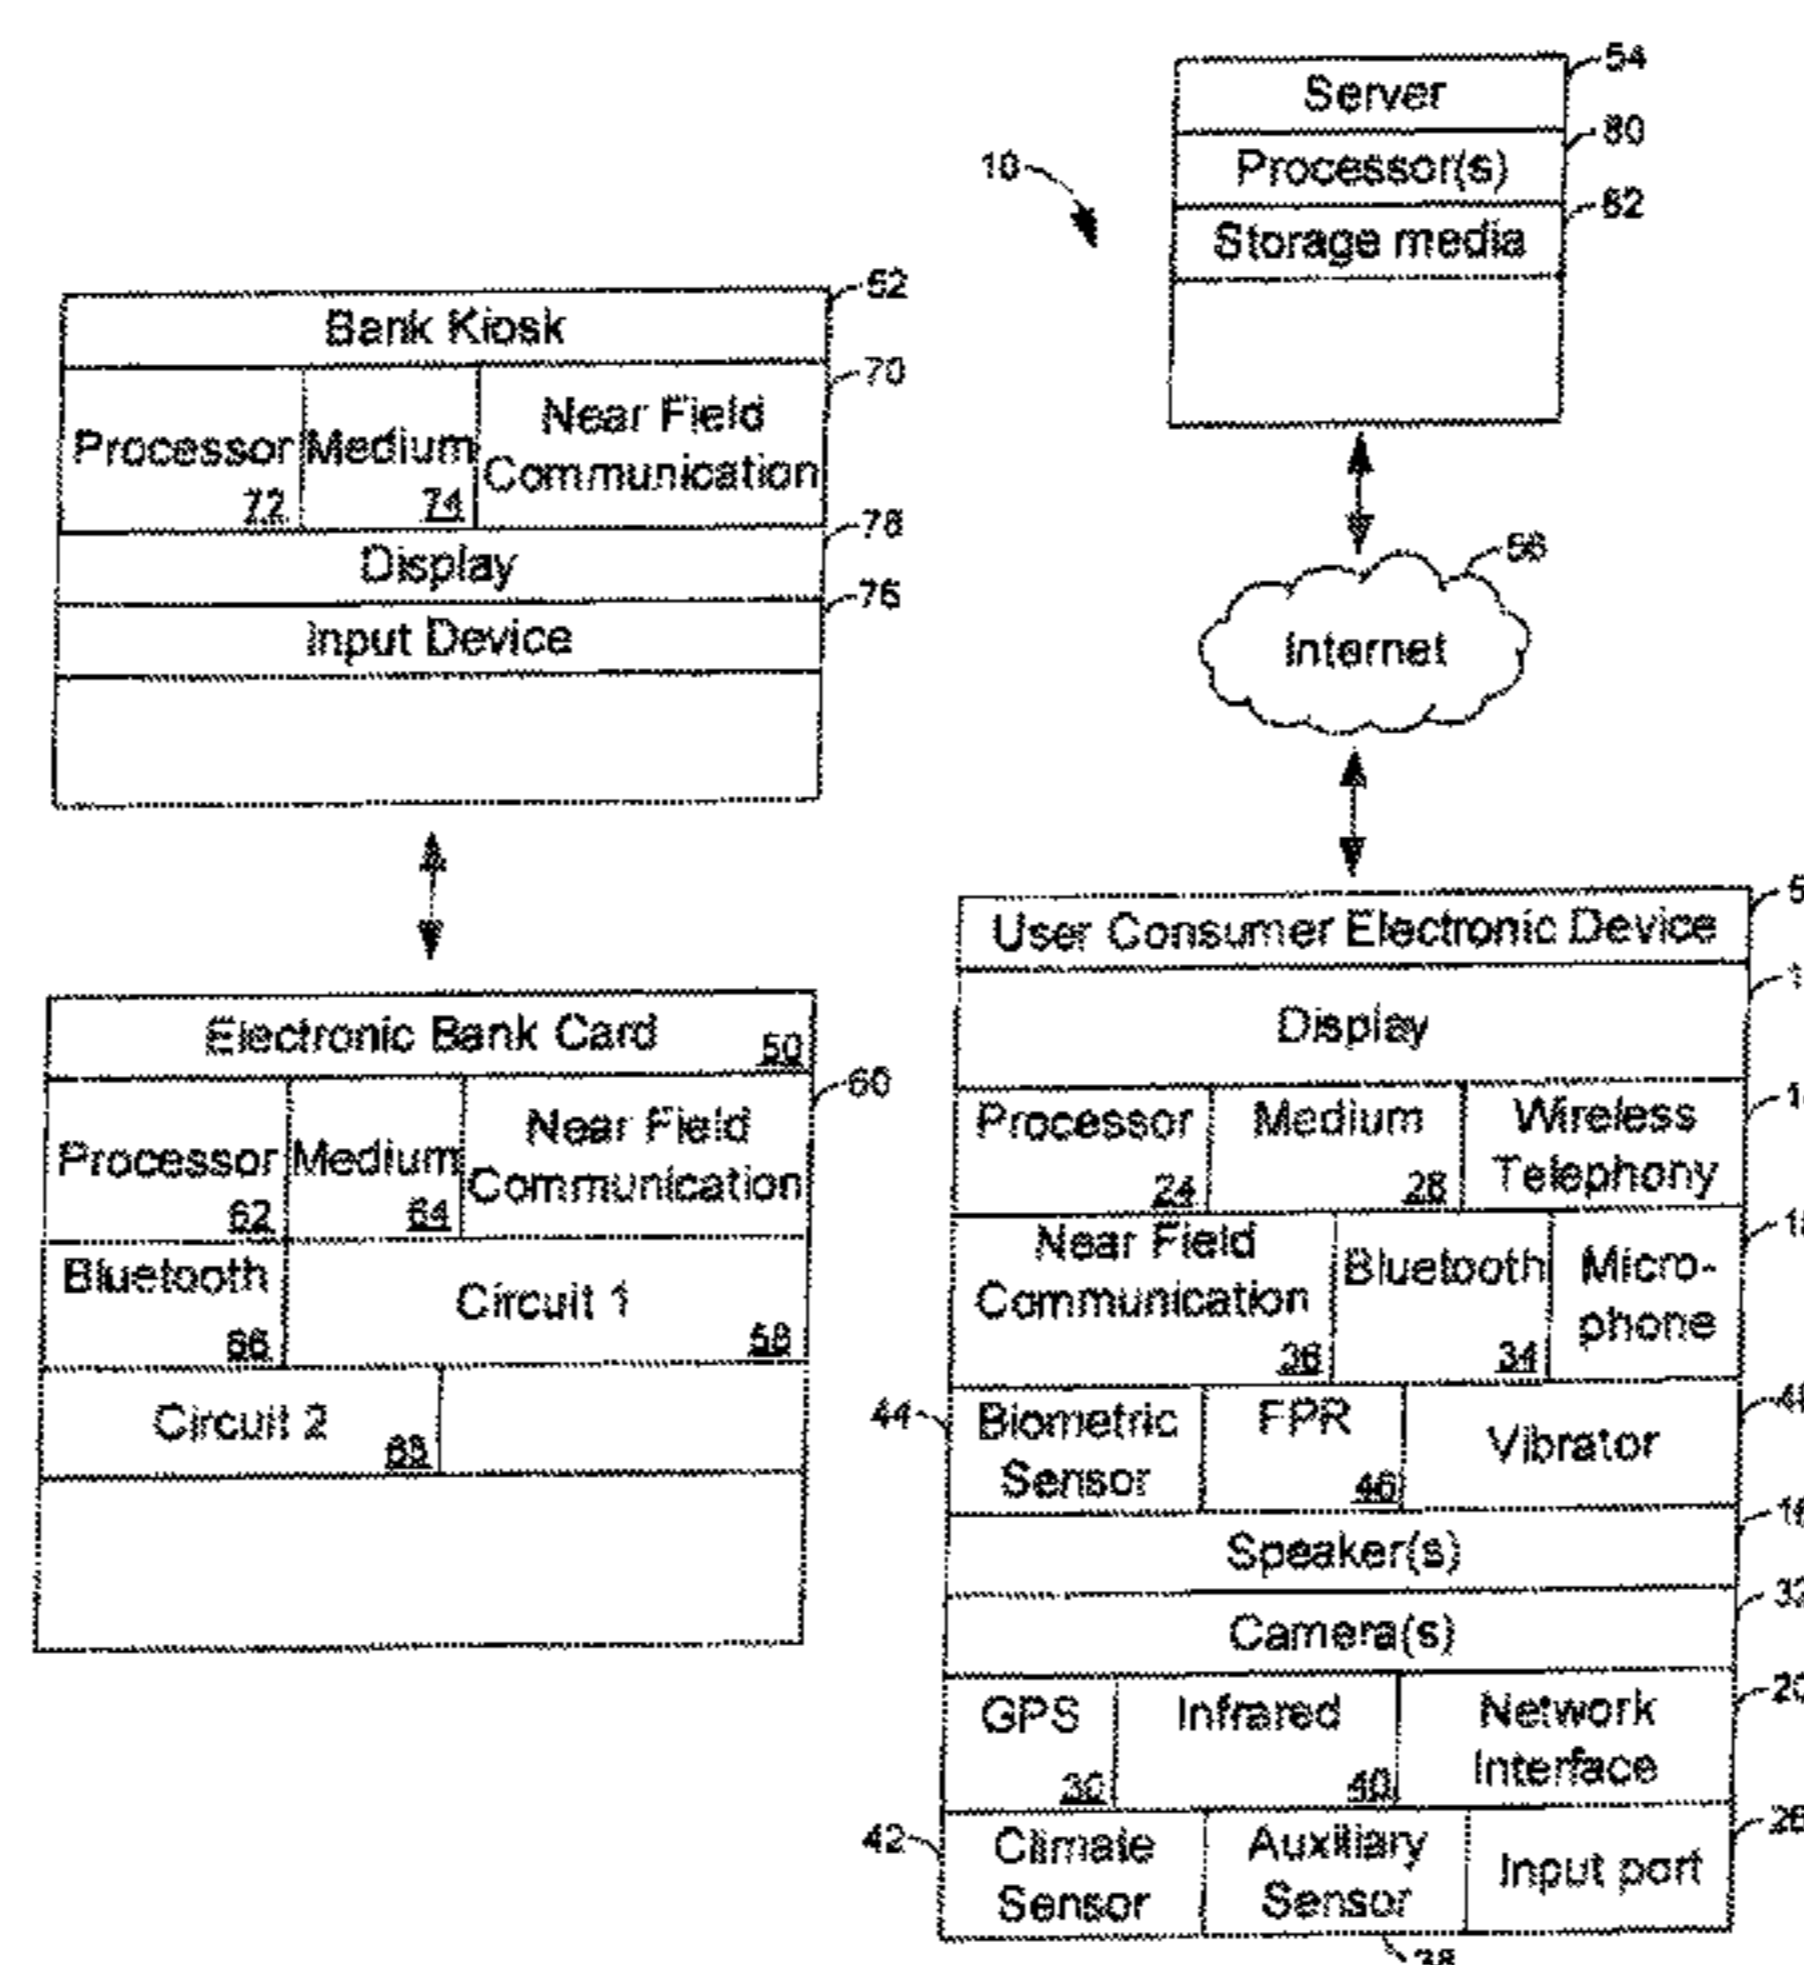 54
Server
80
10
Processor(s)
82
Storage media
52
Bank Kiosk
70
Near Field
Processor
Medium
Communication
72
74
78
Display
76
Input Device
56
Internet
User Consumer Electronic Device
Display
Electronic Bank Card
50
60
Near Field
Processor
Medium
Communication
62
64
Bluetooth
Circuit 1
66
58
Circuit 2
68
Processor
Medium
Wireless
Telephony
24
28
Near Field
Communication
Bluetooth
Micro-
phone
36
34
44
Biometric
Sensor
FPR
46
Vibrator
Speaker(s)
32
Camera(s)
20
GPS
Infrared
Network
Interface
30
40
26
42
Climate
Sensor
Auxiliary
Sensor
Input port
38